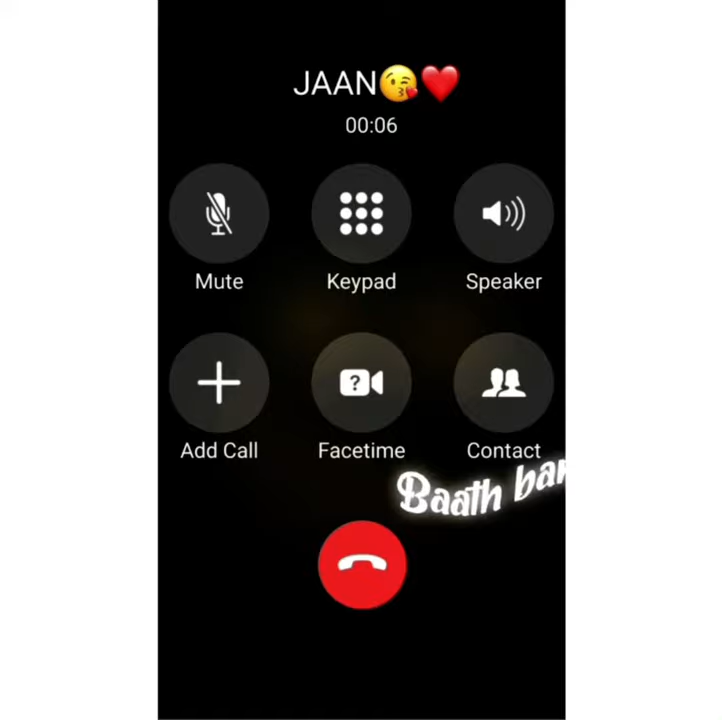 JAAN😘❤️
00:06
Mute Keypad Speaker
Add Call Facetime Contact
Baath